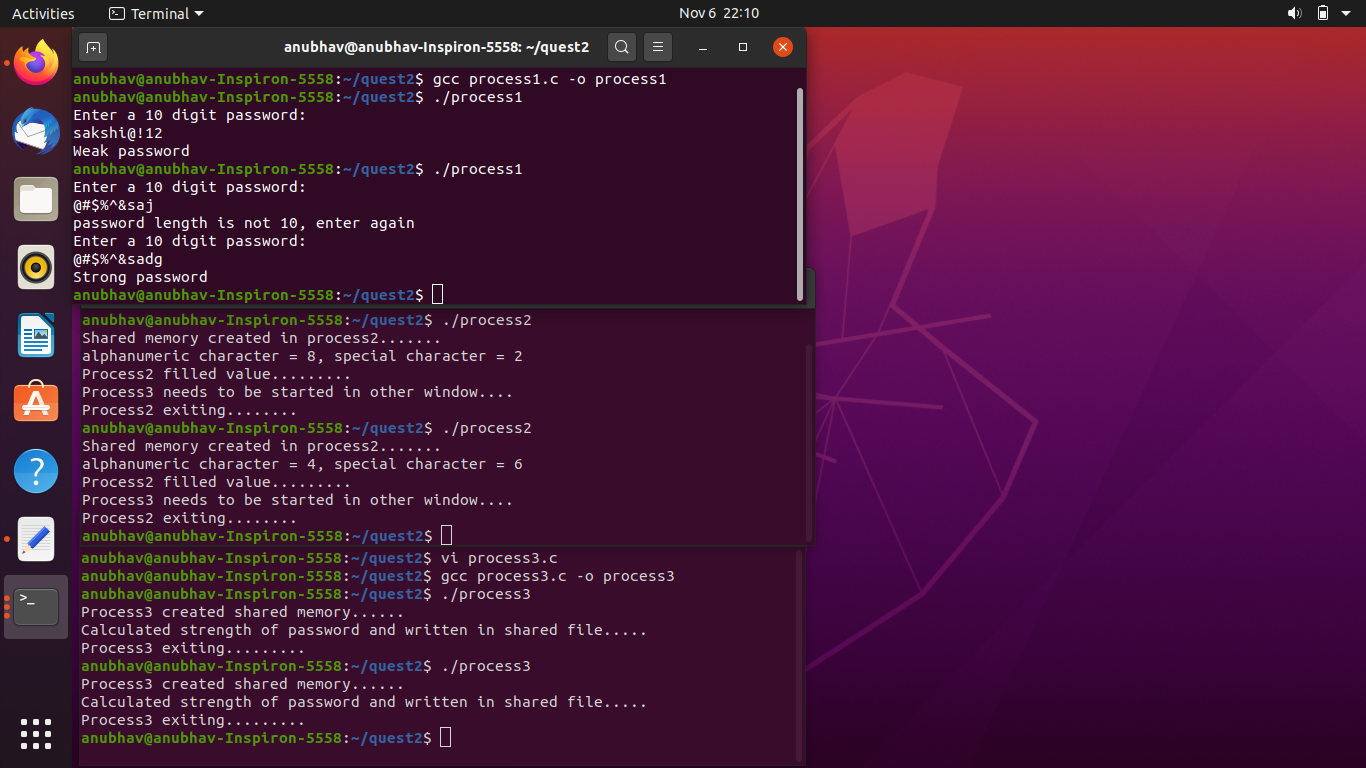 Activities
Terminal
Nov 6 22:10
anubhav@anubhav-Inspiron-5558: ~/quest2
anubhav@anubhav-Inspiron-5558:~/quest2$ gcc process1.c -o process1
anubhav@anubhav-Inspiron-5558:~/quest2$ ./process1
Enter a 10 digit password:
sakshi@!12
Weak password
anubhav@anubhav-Inspiron-5558:~/quest2$ ./process1
Enter a 10 digit password:
@#$%^&saj
password length is not 10, enter again
Enter a 10 digit password:
@#$%^&sadg
Strong password
anubhav@anubhav-Inspiron-5558:~/quest2$
anubhav@anubhav-Inspiron-5558:~/quest2$ ./process2
Shared memory created in process2.......
alphanumeric character = 8, special character = 2
Process2 filled value.........
Process3 needs to be started in other window....
Process2 exiting........
anubhav@anubhav-Inspiron-5558:~/quest2$ ./process2
Shared memory created in process2.......
alphanumeric character = 4, special character = 6
Process2 filled value.........
Process3 needs to be started in other window....
Process2 exiting........
anubhav@anubhav-Inspiron-5558:~/quest2$
anubhav@anubhav-Inspiron-5558:~/quest2$ vi process3.c
anubhav@anubhav-Inspiron-5558:~/quest2$ gcc process3.c -o process3
anubhav@anubhav-Inspiron-5558:~/quest2$ ./process3
Process3 created shared memory......
Calculated strength of password and written in shared file.....
Process3 exiting.........
anubhav@anubhav-Inspiron-5558:~/quest2$ ./process3
Process3 created shared memory......
Calculated strength of password and written in shared file.....
Process3 exiting.........
anubhav@anubhav-Inspiron-5558:~/quest2$